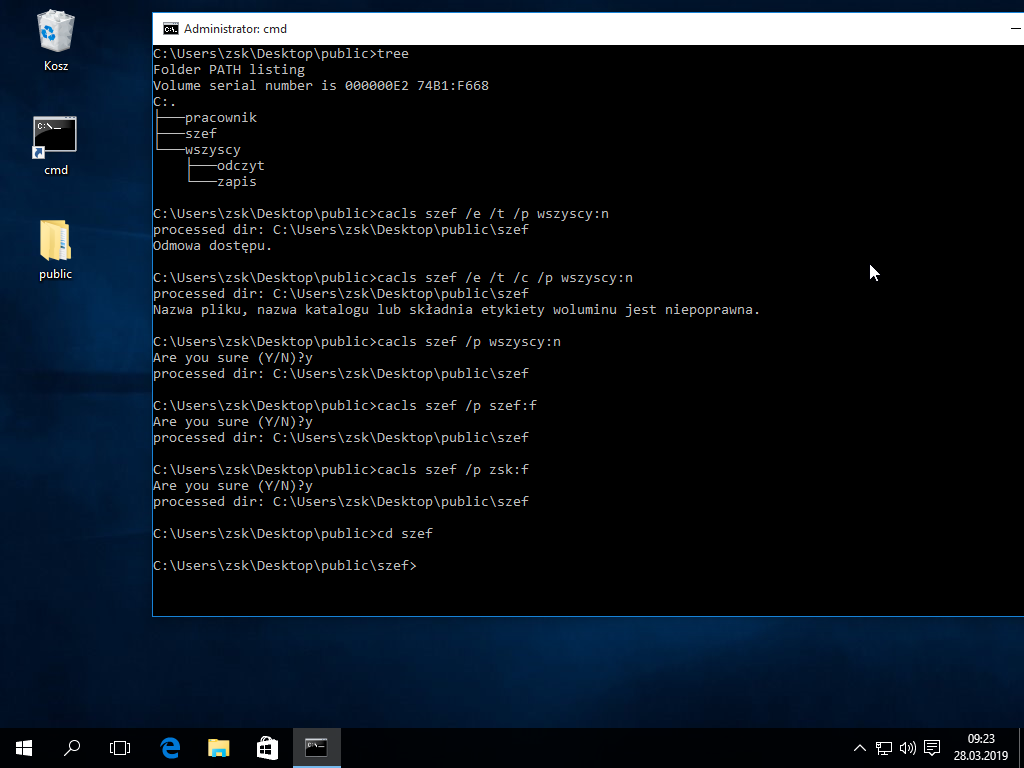 Kosz
cmd
public
Administrator: cmd
C:\Users\zsk\Desktop\public>tree
Folder PATH listing
Volume serial number is 000000E2 74B1:F668
C:.
├───pracownik
├───szef
└───wszyscy
    ├───odczyt
    └───zapis
C:\Users\zsk\Desktop\public>cacls szef /e /t /p wszyscy:n
processed dir: C:\Users\zsk\Desktop\public\szef
Odmowa dostępu.
C:\Users\zsk\Desktop\public>cacls szef /e /t /c /p wszyscy:n
processed dir: C:\Users\zsk\Desktop\public\szef
Nazwa pliku, nazwa katalogu lub składnia etykiety woluminu jest niepoprawna.
C:\Users\zsk\Desktop\public>cacls szef /p wszyscy:n
Are you sure (Y/N)?y
processed dir: C:\Users\zsk\Desktop\public\szef
C:\Users\zsk\Desktop\public>cacls szef /p szef:f
Are you sure (Y/N)?y
processed dir: C:\Users\zsk\Desktop\public\szef
C:\Users\zsk\Desktop\public>cacls szef /p zsk:f
Are you sure (Y/N)?y
processed dir: C:\Users\zsk\Desktop\public\szef
C:\Users\zsk\Desktop\public>cd szef
C:\Users\zsk\Desktop\public\szef>
09:23
28.03.2019